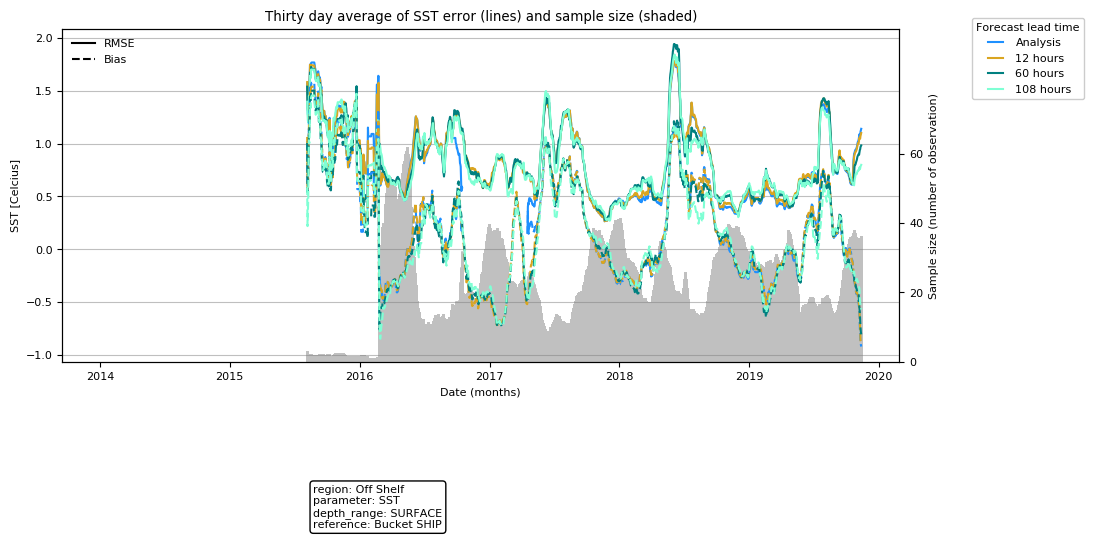 Thirty day average of SST error (lines) and sample size (shaded)
RMSE
Bias
Forecast lead time
Analysis
12 hours
60 hours
108 hours
SST [Celcius]
2.0
1.5
1.0
0.5
0.0
−0.5
−1.0
Sample size (number of observation)
60
40
20
0
2014 2015 2016 2017 2018 2019 2020
Date (months)
region: Off Shelf
parameter: SST
depth_range: SURFACE
reference: Bucket SHIP